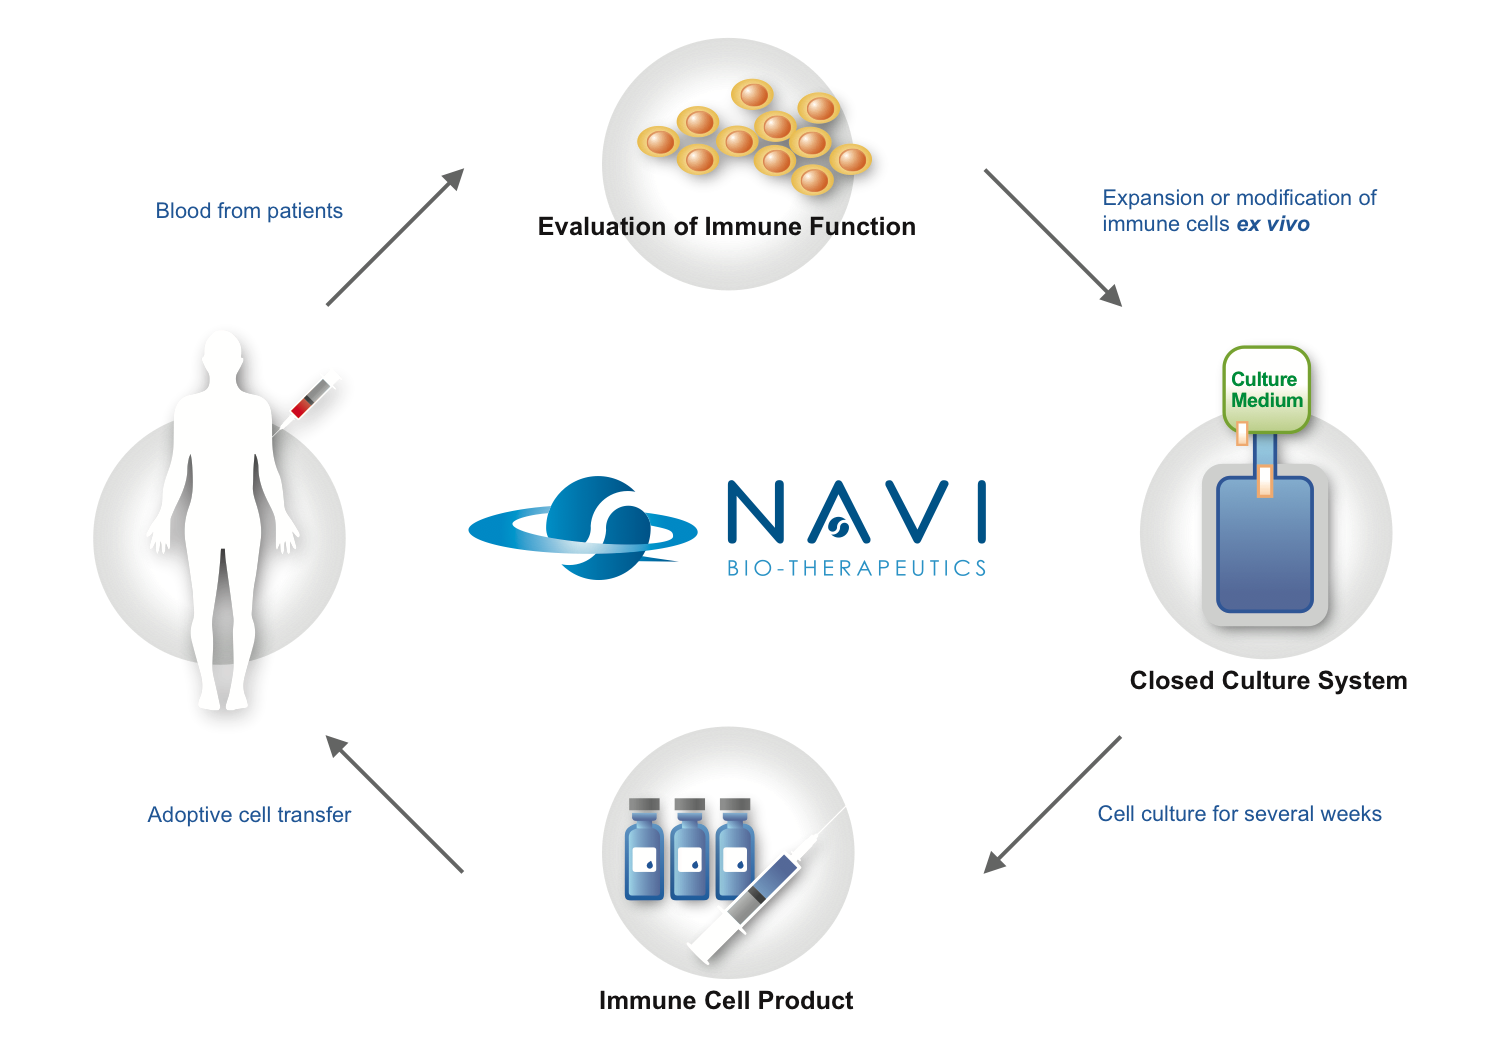 Blood from patients
Evaluation of Immune Function
Expansion or modification of
immune cells ex vivo
Culture
Medium
NAVI
BIO-THERAPEUTICS
Closed Culture System
Adoptive cell transfer
Cell culture for several weeks
Immune Cell Product